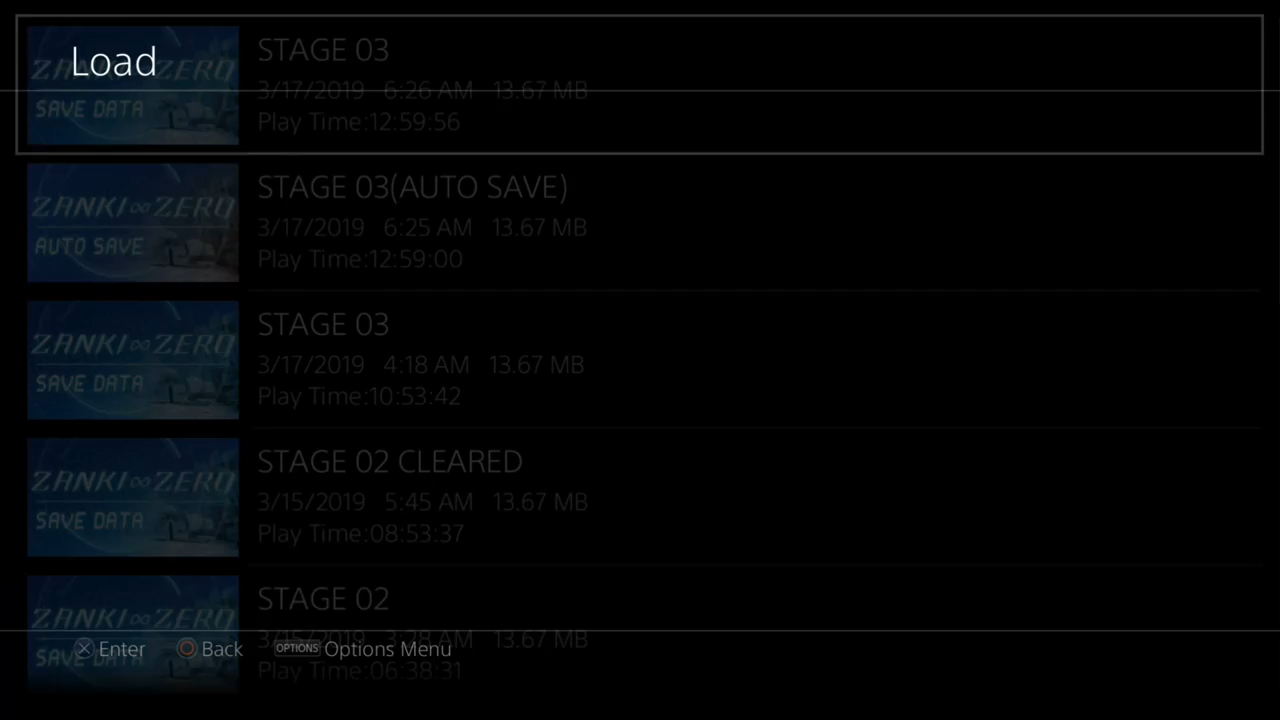 Load
ZANKI∞ZERO
SAVE DATA
STAGE 03
3/17/2019 6:26 AM 13.67 MB
Play Time:12:59:56
ZANKI∞ZERO
AUTO SAVE
STAGE 03(AUTO SAVE)
3/17/2019 6:25 AM 13.67 MB
Play Time:12:59:00
ZANKI∞ZERO
SAVE DATA
STAGE 03
3/17/2019 4:18 AM 13.67 MB
Play Time:10:53:42
ZANKI∞ZERO
SAVE DATA
STAGE 02 CLEARED
3/15/2019 5:45 AM 13.67 MB
Play Time:08:53:37
ZANKI∞ZERO
SAVE DATA
STAGE 02
3/15/2019 3:28 AM 13.67 MB
Play Time:06:38:31
Enter Back OPTIONS Options Menu